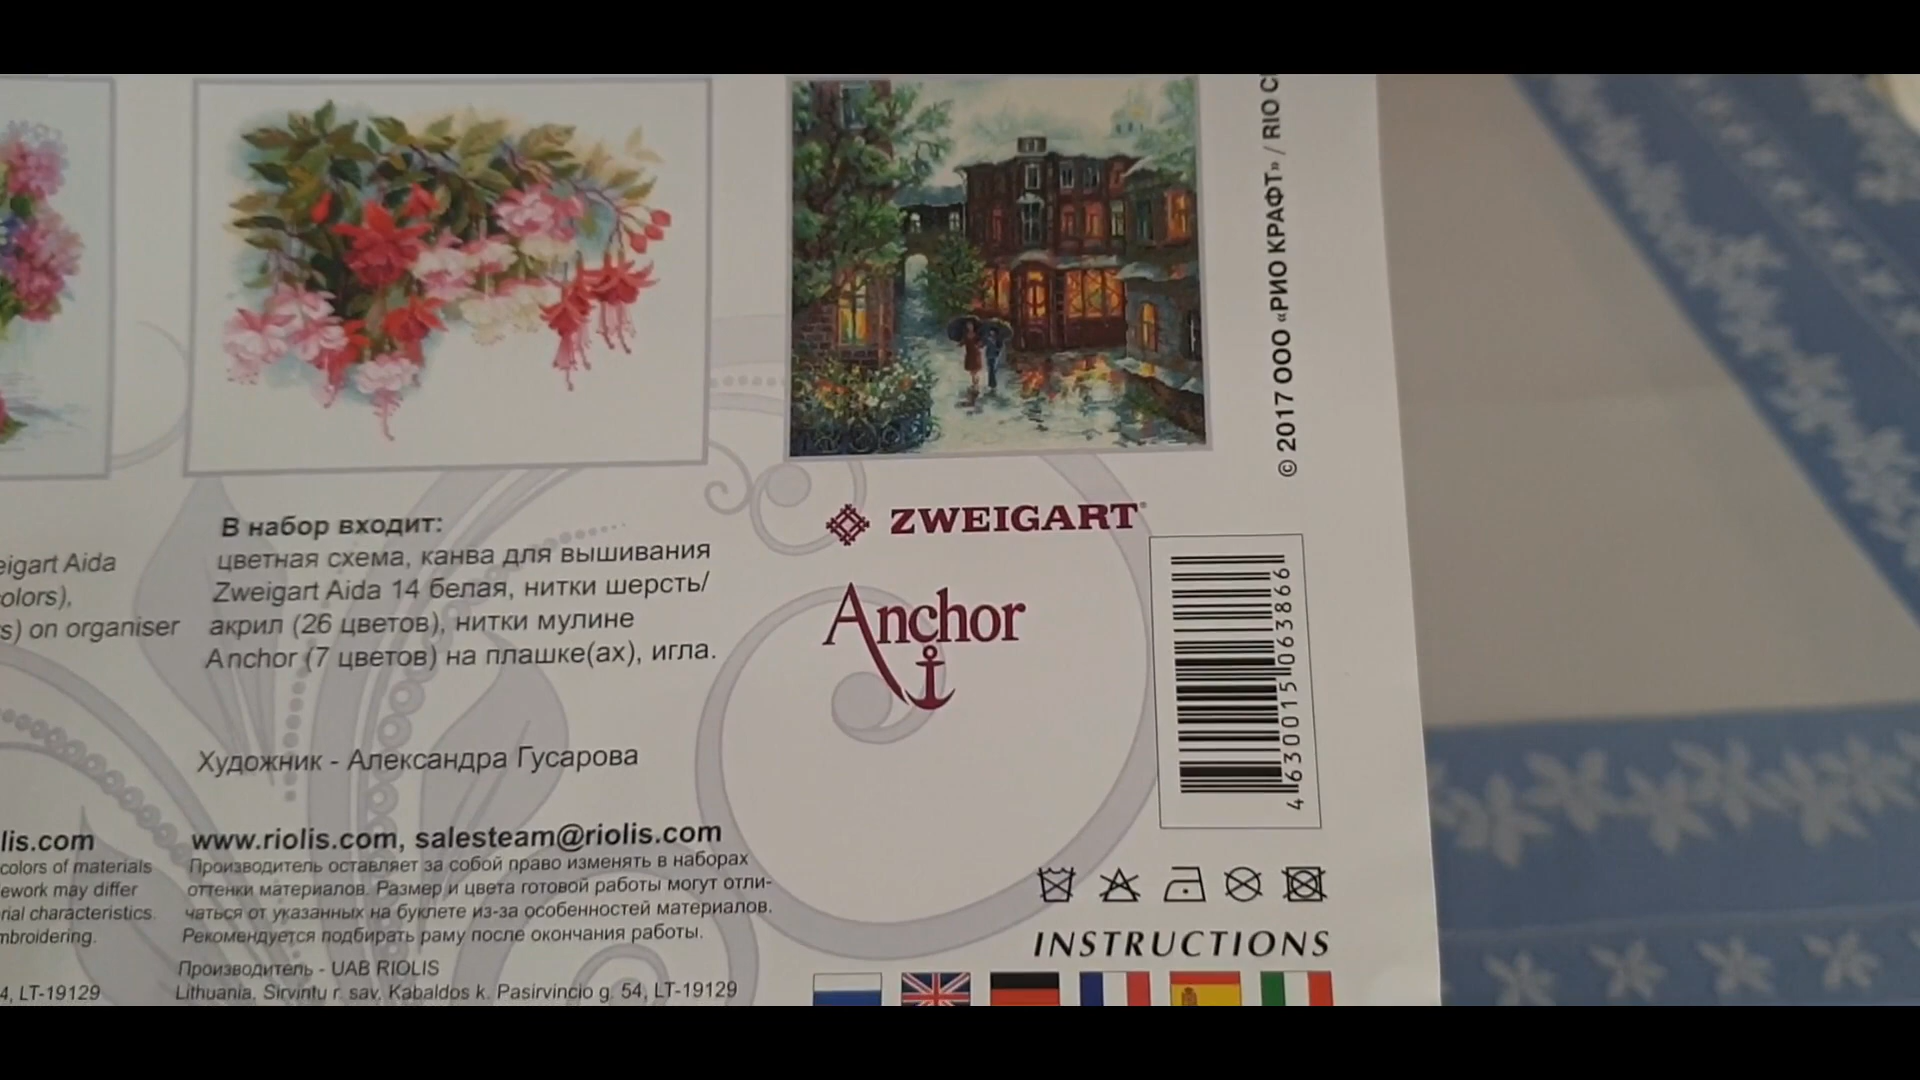 © 2017 ООО «РИО КРАФТ» / RIO C
eigart Aida
olors),
s) on organiser
В набор входит:
цветная схема, канва для вышивания
Zweigart Aida 14 белая, нитки шерсть/
акрил (26 цветов), нитки мулине
Anchor (7 цветов) на плашке(ах), игла.
ZWEIGART
Anchor
4630015063866
Художник - Александра Гусарова
lis.com
colors of materials
ework may differ
rial characteristics.
mbroidering.
4, LT-19129
www.riolis.com, salesteam@riolis.com
Производитель оставляет за собой право изменять в наборах
оттенки материалов. Размер и цвета готовой работы могут отли-
чаться от указанных на буклете из-за особенностей материалов.
Рекомендуется подбирать раму после окончания работы.
Производитель - UAB RIOLIS
Lithuania, Sirvintu r. sav. Kabaldos k. Pasirvincio g. 54, LT-19129
INSTRUCTIONS